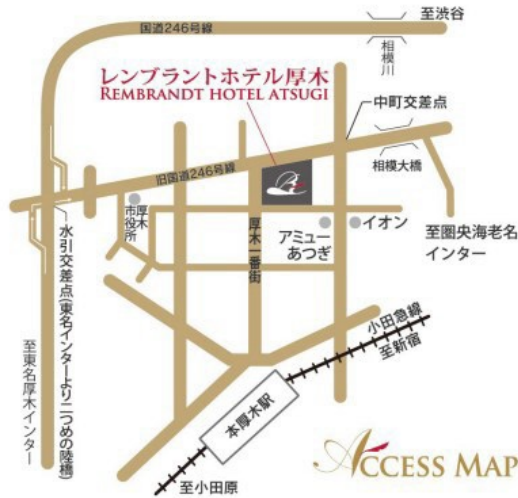 至渋谷
国道246号線
相模川
レンブラントホテル厚木
REMBRANDT HOTEL ATSUGI
中町交差点
相模大橋
旧国道246号線
厚木
市役所
イオン
アミュー
あつぎ
至圏央海老名
インター
厚木一番街
水引交差点(東名インターより二つめの陸橋)
至東名厚木インター
小田急線
至新宿
本厚木駅
至小田原
ACCESS MAP